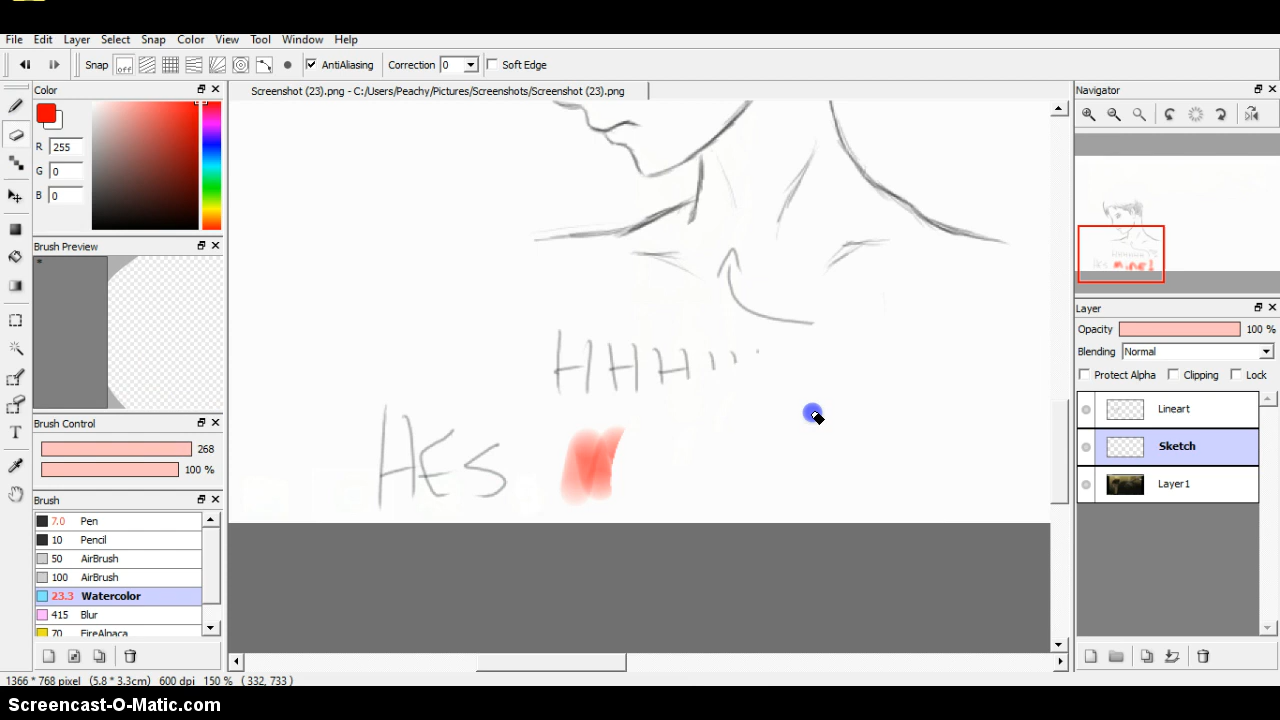 File Edit Layer Select Snap Color View Tool Window Help
Snap off AntiAliasing Correction 0 Soft Edge
Color
R 255
G 0
B 0
Brush Preview
Brush Control
268
100 %
Brush
7.0 Pen
10 Pencil
50 AirBrush
100 AirBrush
23.3 Watercolor
415 Blur
70 FireAlpaca
Screenshot (23).png - C:/Users/Peachy/Pictures/Screenshots/Screenshot (23).png
HHH
HES
Navigator
Layer
Opacity 100 %
Blending Normal
Protect Alpha Clipping Lock
Lineart
Sketch
Layer1
1366 * 768 pixel (5.8 * 3.3cm) 600 dpi 150 % ( 332, 733 )
Screencast-O-Matic.com